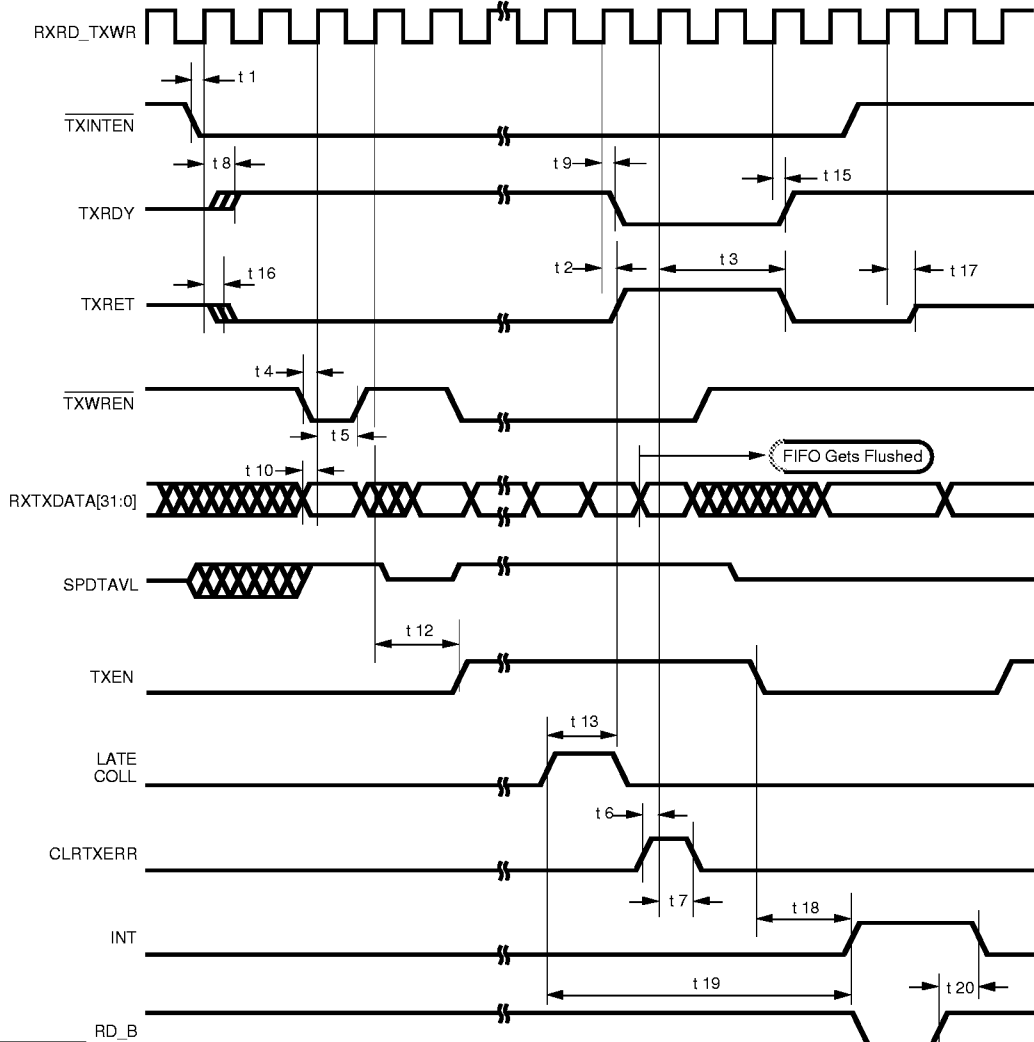 RXRD_TXWR
t 1
TXINTEN
t 8
t 9
t 15
TXRDY
t 16
t 2
t 3
t 17
TXRET
t 4
TXWREN
t 5
t 10
FIFO Gets Flushed
RXTXDATA[31:0]
SPDTAVL
t 12
TXEN
t 13
LATE
COLL
t 6
CLRTXERR
t 7
t 18
INT
t 19
t 20
RD_B